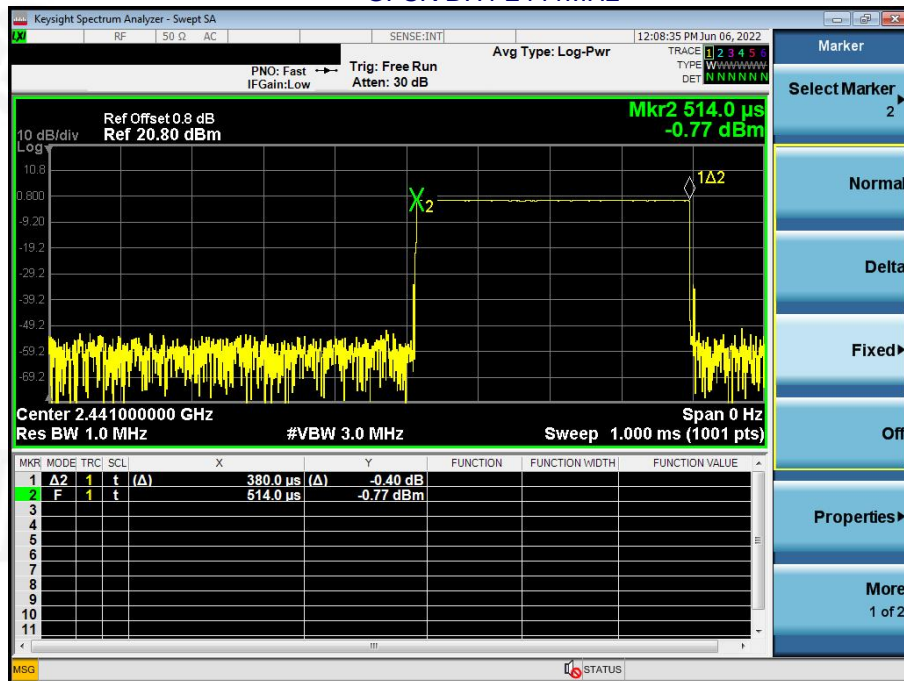 Keysight Spectrum Analyzer - Swept SA
LXI RF 50 Ω AC SENSE:INT 12:08:35 PM Jun 06, 2022
Avg Type: Log-Pwr TRACE 1 2 3 4 5 6
PNO: Fast Trig: Free Run TYPE WWWWWW
IFGain:Low Atten: 30 dB DET N N N N N N
Ref Offset 0.8 dB Mkr2 514.0 µs
10 dB/div Ref 20.80 dBm -0.77 dBm
Log
10.8
0.800
-9.20
-19.2
-29.2
-39.2
-49.2
-59.2
-69.2
2
1Δ2
Center 2.441000000 GHz Span 0 Hz
Res BW 1.0 MHz #VBW 3.0 MHz Sweep 1.000 ms (1001 pts)
MKR MODE TRC SCL X Y FUNCTION FUNCTION WIDTH FUNCTION VALUE
1 Δ2 1 t (Δ) 380.0 µs (Δ) -0.40 dB
2 F 1 t 514.0 µs -0.77 dBm
3
4
5
6
7
8
9
10
11
MSG STATUS
Marker
Select Marker
2
Normal
Delta
Fixed
Off
Properties
More
1 of 2